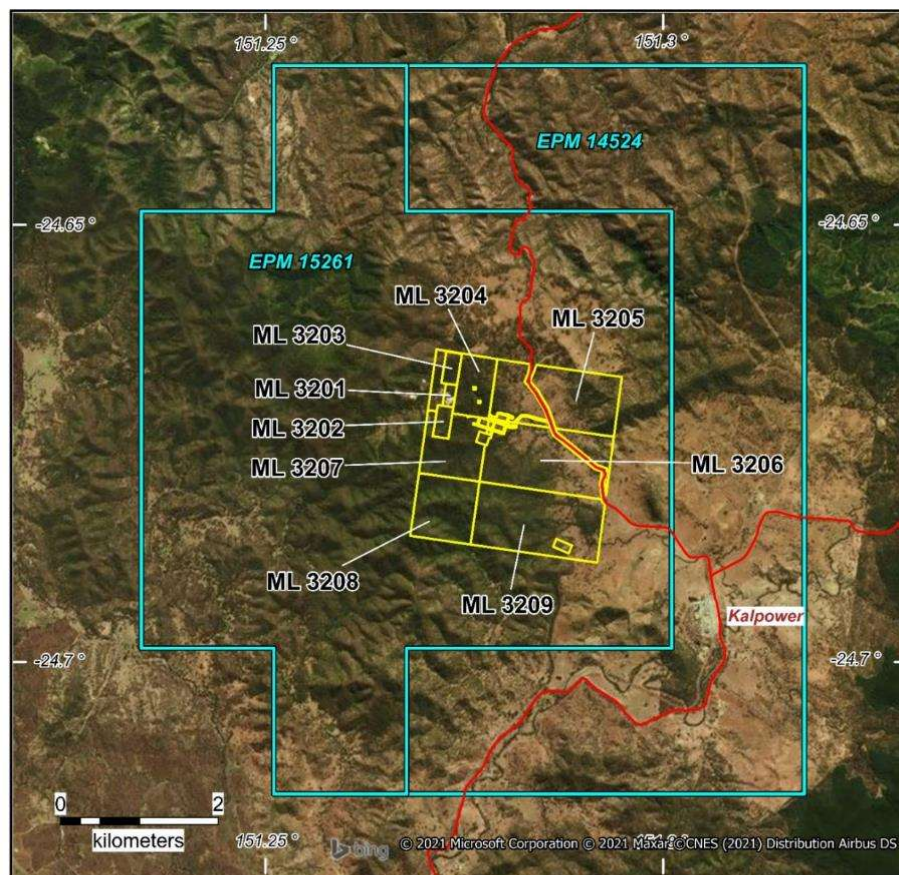 151.25 °
151.3 °
EPM 14524
-24.65 °
-24.65 °
EPM 15261
ML 3204
ML 3205
ML 3203
ML 3201
ML 3202
ML 3207
ML 3206
ML 3208
ML 3209
Kalpower
-24.7 °
-24.7 °
0 2
kilometers
151.25 °
bing
© 2021 Microsoft Corporation © 2021 Maxar ©CNES (2021) Distribution Airbus DS